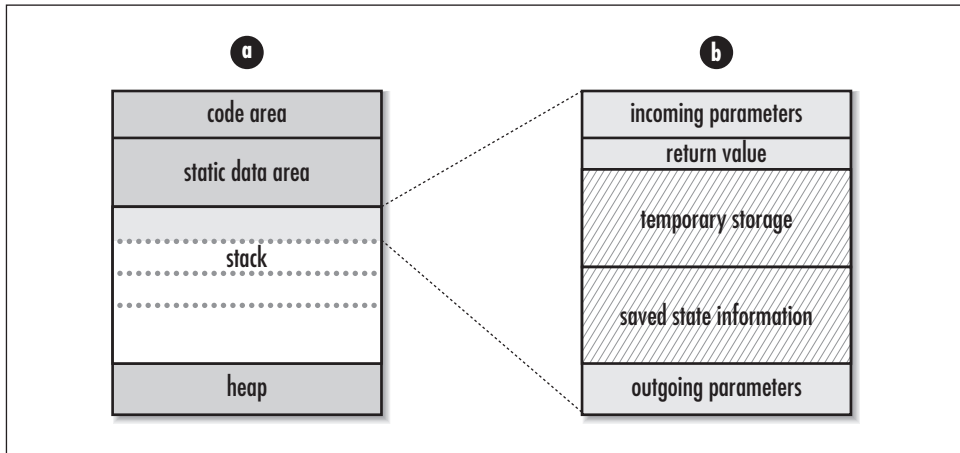 a
code area
static data area
stack
heap
b
incoming parameters
return value
temporary storage
saved state information
outgoing parameters